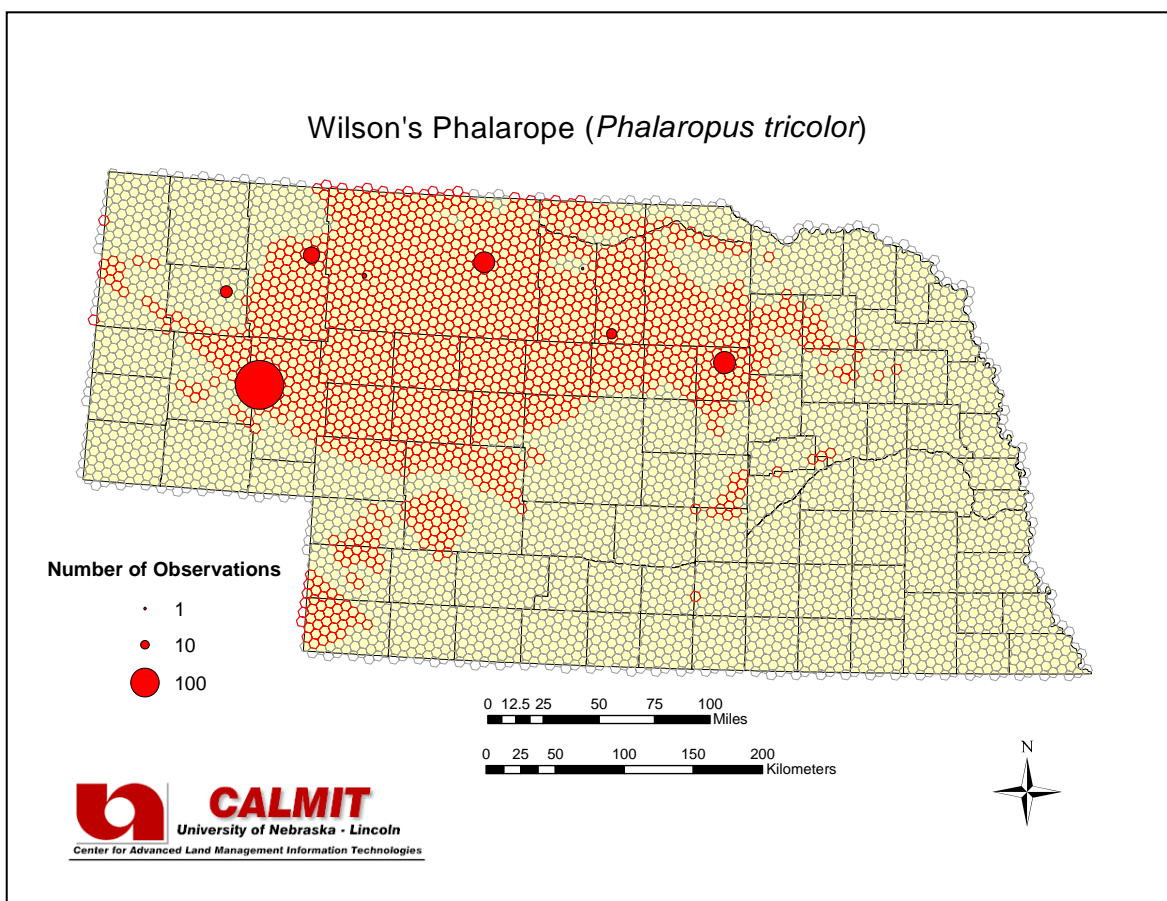 Wilson's Phalarope (Phalaropus tricolor)
Number of Observations
1
10
100
0 12.5 25 50 75 100
Miles
0 25 50 100 150 200
Kilometers
N
CALMIT
University of Nebraska - Lincoln
Center for Advanced Land Management Information Technologies